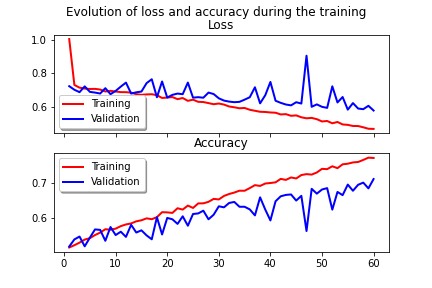 Evolution of loss and accuracy during the training
Loss
1.0
0.8
0.6
Training
Validation
Accuracy
0.7
0.6
Training
Validation
0 10 20 30 40 50 60